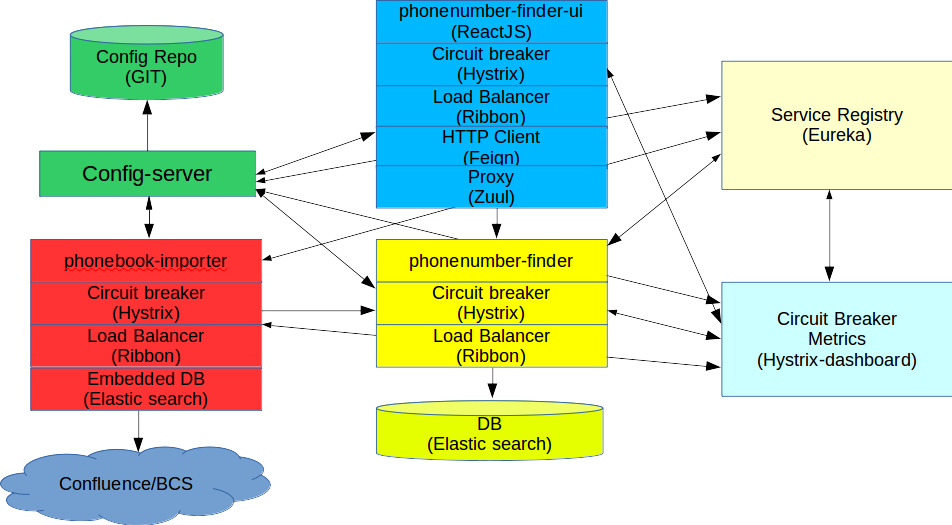 Config Repo
(GIT)
Config-server
phonenumber-finder-ui
(ReactJS)
Circuit breaker
(Hystrix)
Load Balancer
(Ribbon)
HTTP Client
(Feign)
Proxy
(Zuul)
Service Registry
(Eureka)
phonebook-importer
Circuit breaker
(Hystrix)
Load Balancer
(Ribbon)
Embedded DB
(Elastic search)
phonenumber-finder
Circuit breaker
(Hystrix)
Load Balancer
(Ribbon)
Circuit Breaker
Metrics
(Hystrix-dashboard)
DB
(Elastic search)
Confluence/BCS